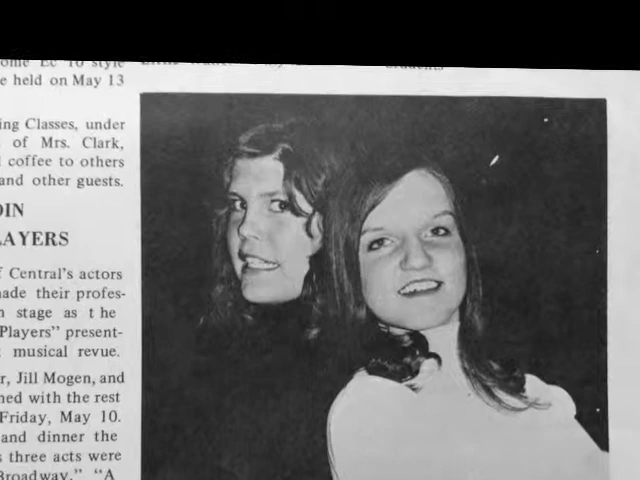 ome Ec 10 style
e held on May 13
ing Classes, under
of Mrs. Clark,
coffee to others
and other guests.
OIN
LAYERS
f Central's actors
made their profes-
n stage as the
Players" present-
musical revue.
r, Jill Mogen, and
ned with the rest
Friday, May 10.
and dinner the
s three acts were
Broadway," "A